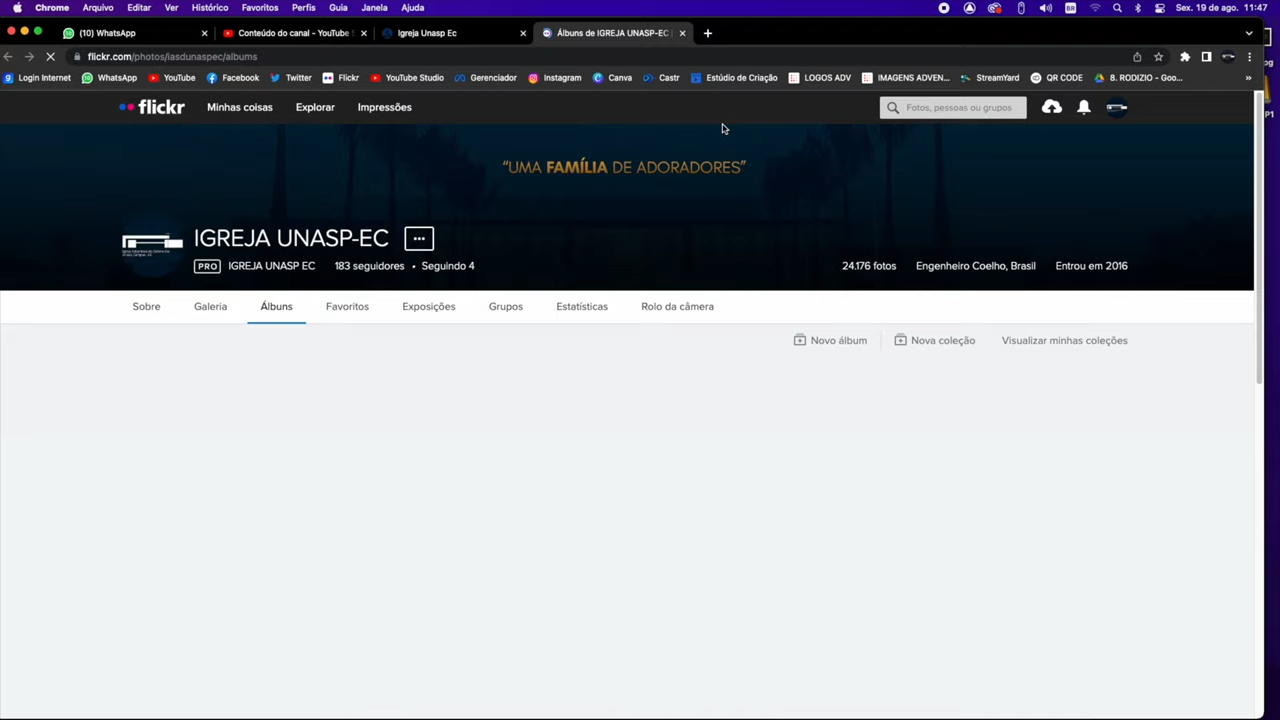 Chrome Arquivo Editar Ver Histórico Favoritos Perfis Guia Janela Ajuda BR Sex. 19 de ago. 11:47
(10) WhatsApp × Conteúdo do canal - YouTube S × Igreja Unasp Ec × Álbuns de IGREJA UNASP-EC | × +
flickr.com/photos/iasdunaspec/albums
Login Internet WhatsApp YouTube Facebook Twitter Flickr YouTube Studio Gerenciador Instagram Canva Castr Estúdio de Criação LOGOS ADV IMAGENS ADVEN... StreamYard QR CODE 8. RODIZIO - Goo... »
flickr Minhas coisas Explorar Impressões Fotos, pessoas ou grupos
P1
“UMA FAMÍLIA DE ADORADORES”
IGREJA UNASP-EC ...
PRO IGREJA UNASP EC 183 seguidores • Seguindo 4 24.176 fotos Engenheiro Coelho, Brasil Entrou em 2016
Sobre Galeria Álbuns Favoritos Exposições Grupos Estatísticas Rolo da câmera
Novo álbum Nova coleção Visualizar minhas coleções